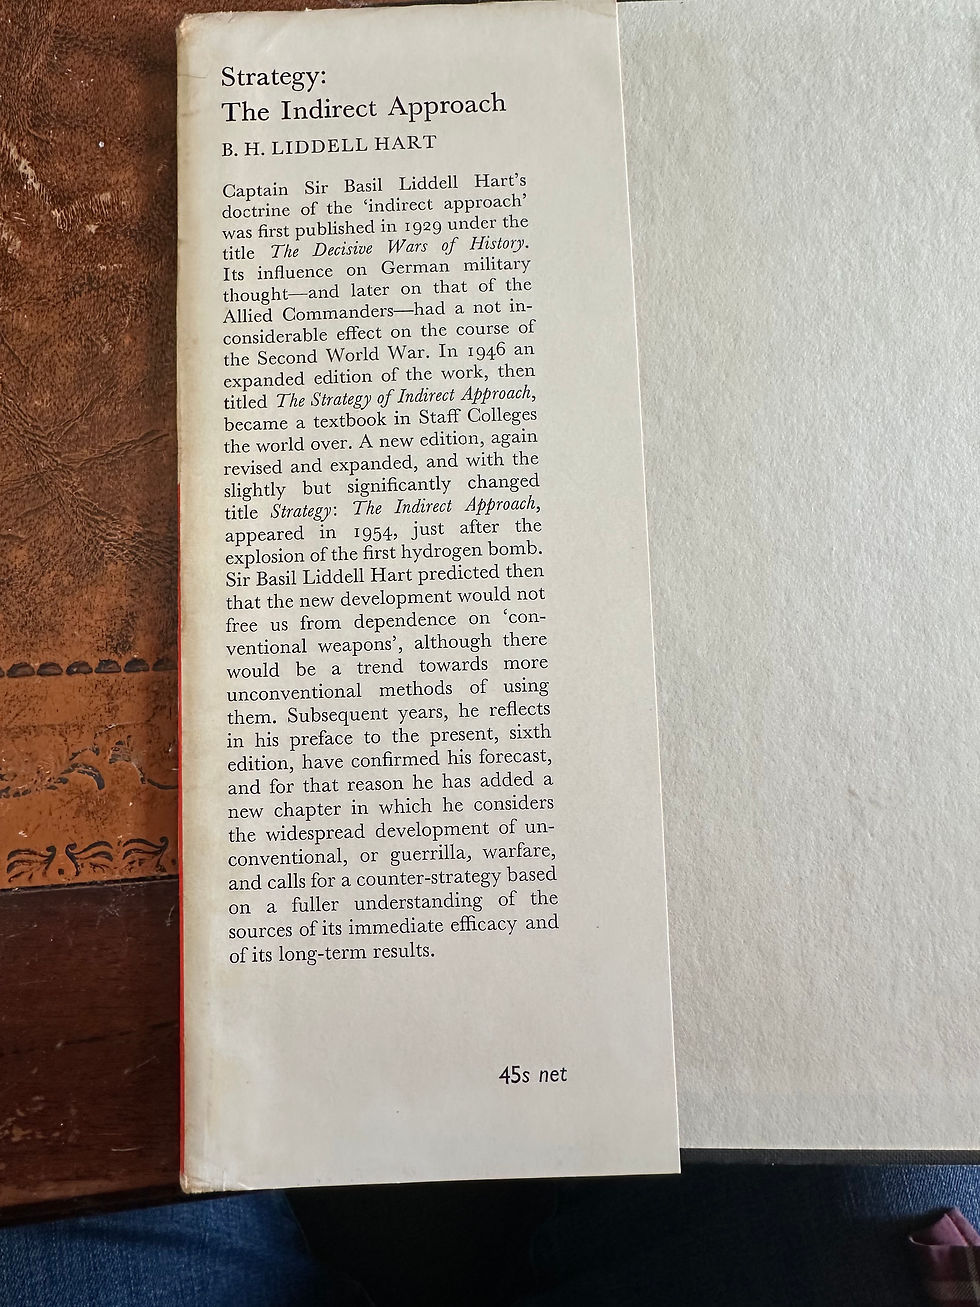 Strategy:
The Indirect Approach
B. H. LIDDELL HART
Captain Sir Basil Liddell Hart’s
doctrine of the ‘indirect approach’
was first published in 1929 under the
title The Decisive Wars of History.
Its influence on German military
thought—and later on that of the
Allied Commanders—had a not in-
considerable effect on the course of
the Second World War. In 1946 an
expanded edition of the work, then
titled The Strategy of Indirect Approach,
became a textbook in Staff Colleges
the world over. A new edition, again
revised and expanded, and with the
slightly but significantly changed
title Strategy: The Indirect Approach,
appeared in 1954, just after the
explosion of the first hydrogen bomb.
Sir Basil Liddell Hart predicted then
that the new development would not
free us from dependence on ‘con-
ventional weapons’, although there
would be a trend towards more
unconventional methods of using
them. Subsequent years, he reflects
in his preface to the present, sixth
edition, have confirmed his forecast,
and for that reason he has added a
new chapter in which he considers
the widespread development of un-
conventional, or guerrilla, warfare,
and calls for a counter-strategy based
on a fuller understanding of the
sources of its immediate efficacy and
of its long-term results.
45s net